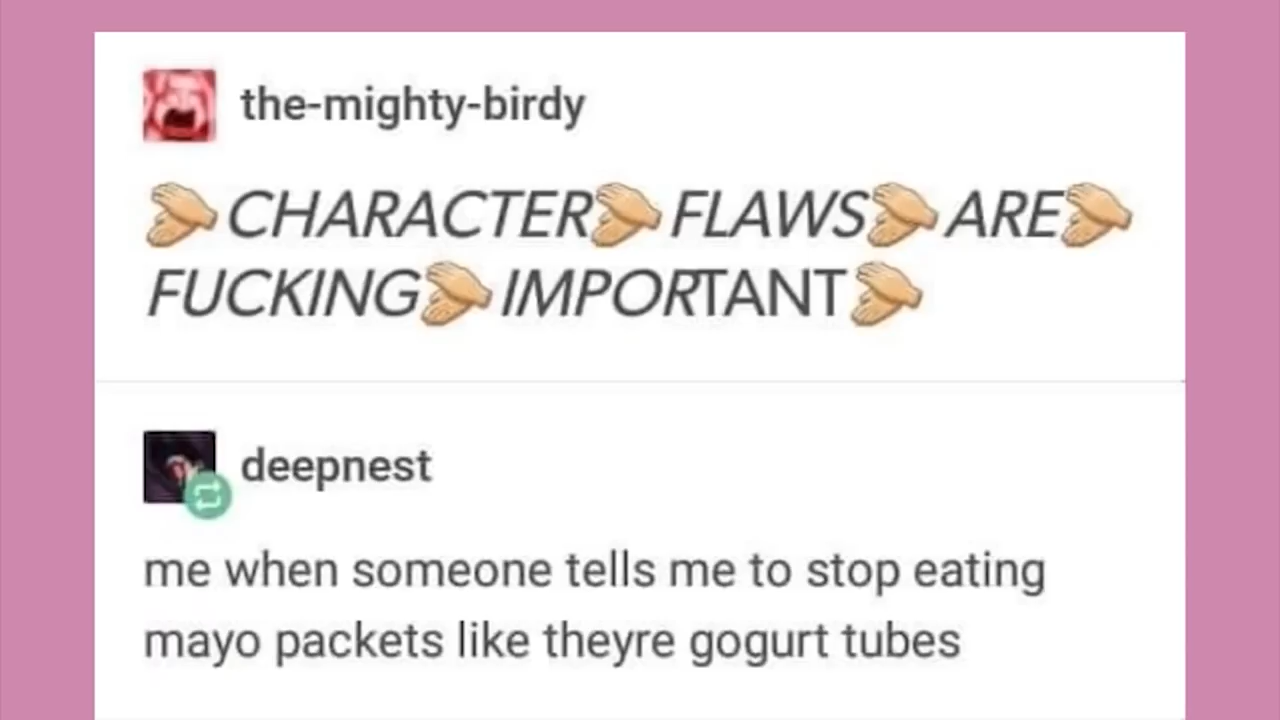 the-mighty-birdy
👏CHARACTER👏FLAWS👏ARE👏
FUCKING👏IMPORTANT👏
deepnest
me when someone tells me to stop eating
mayo packets like theyre gogurt tubes